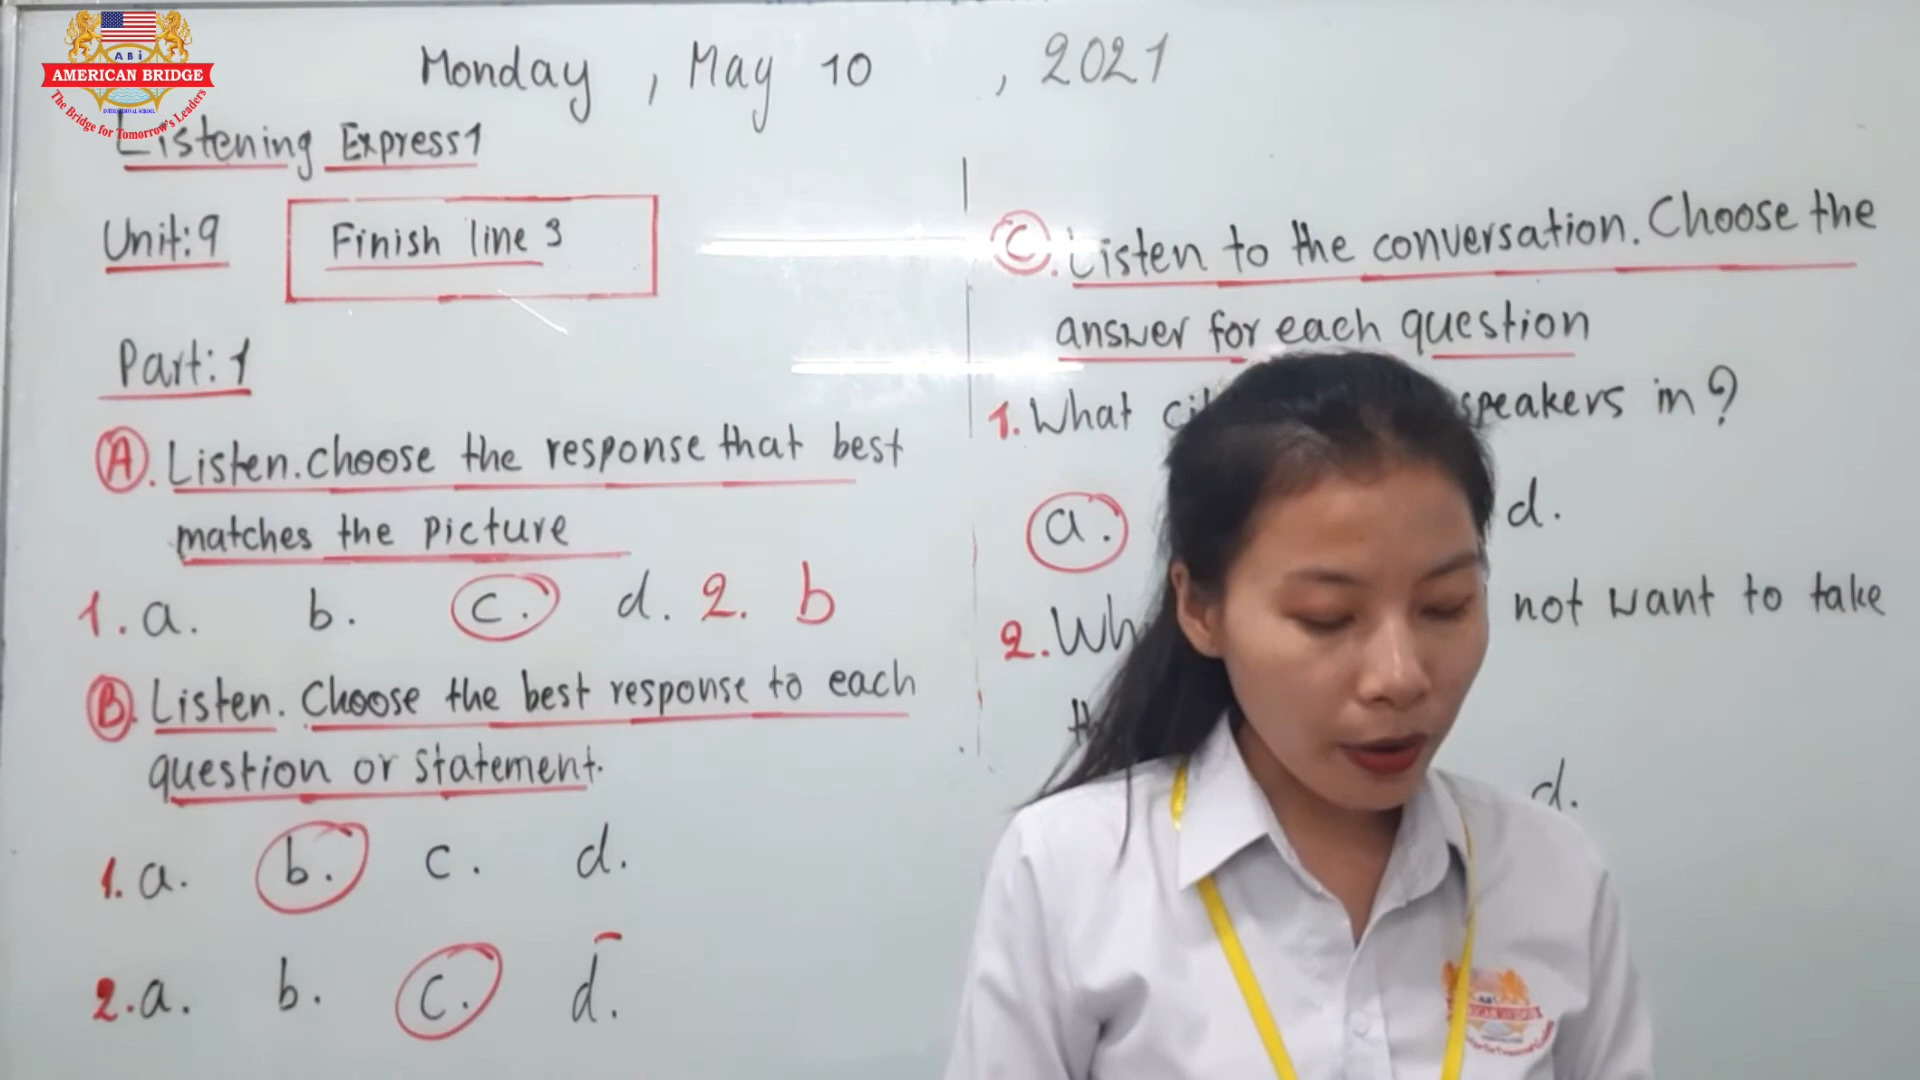 ABi
AMERICAN BRIDGE
INTERNATIONAL SCHOOL
The Bridge for Tomorrow's Leaders
Monday , May 10 , 2021
Listening Express1
Unit:9
Finish line 3
Part:1
A. Listen.choose the response that best
matches the picture
1. a. b. c. d. 2. b
B. Listen. Choose the best response to each
question or statement.
1. a. b. c. d.
2. a. b. c. d.
C. Listen to the conversation. Choose the
answer for each question
1. What speakers in?
a. d.
2. not want to take
d.